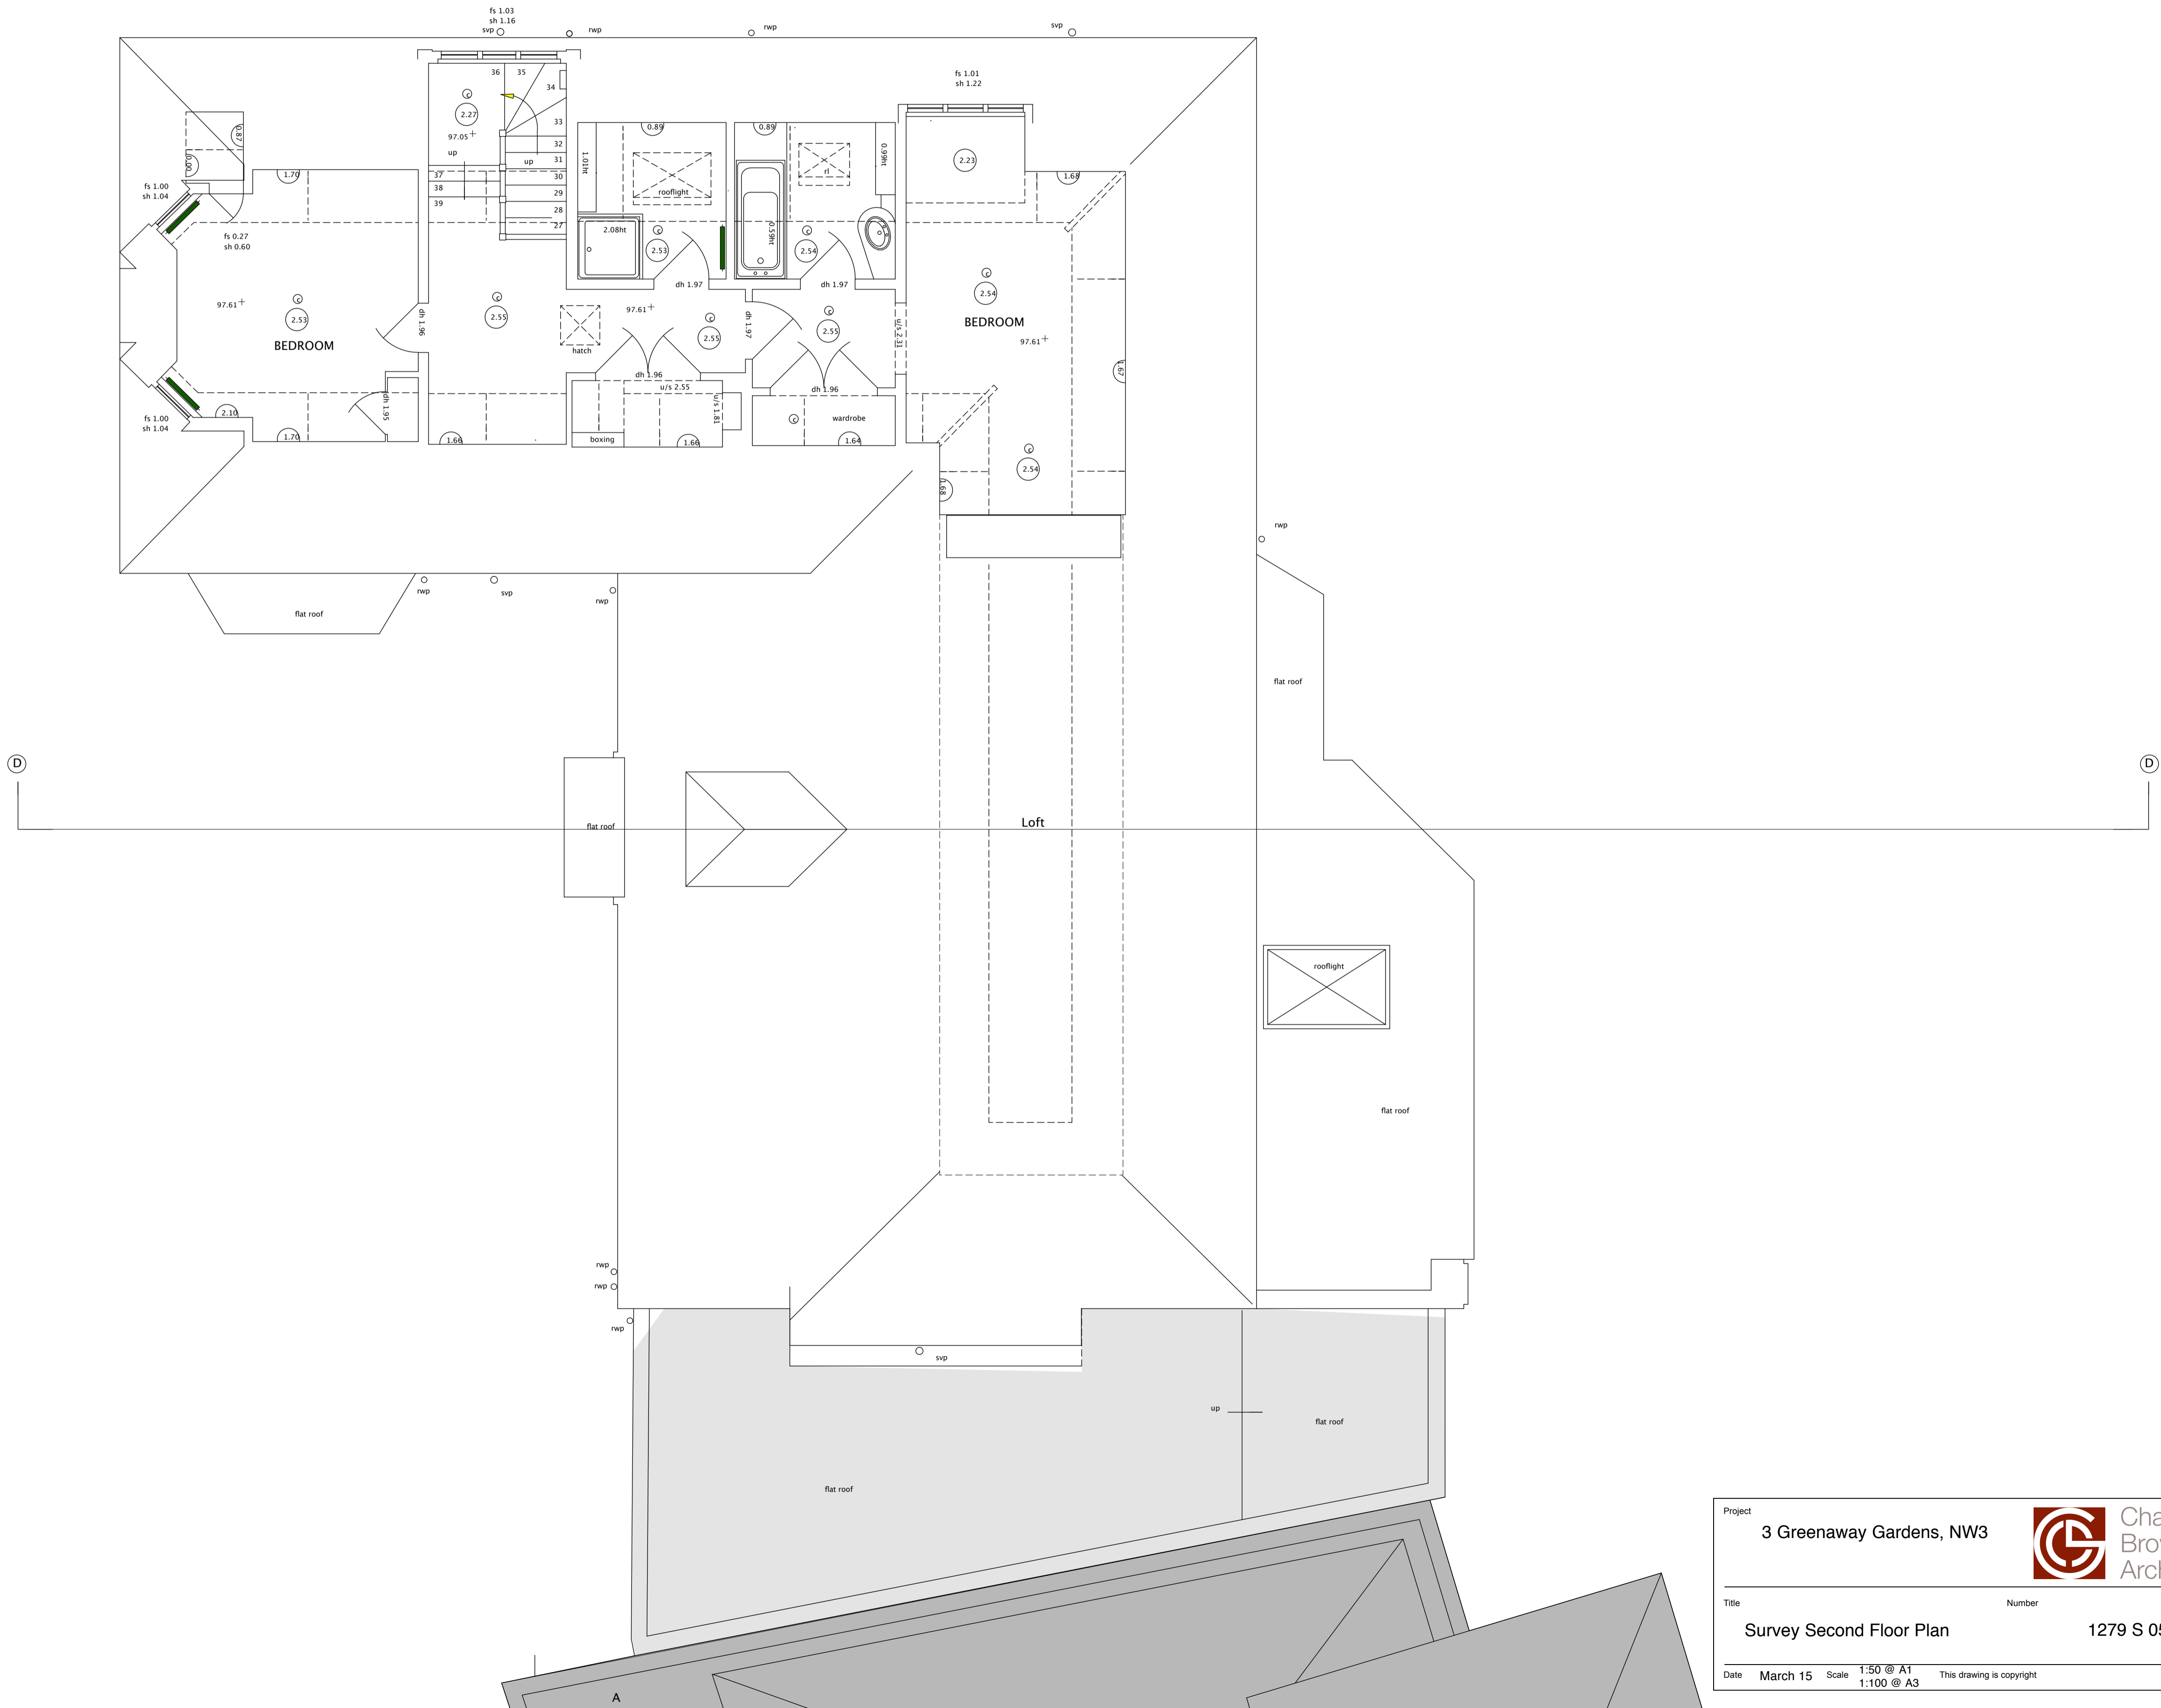 fs 1.03
sh 1.16
svp
rwp
rwp
svp
fs 1.01
sh 1.22
36
35
34
33
32
31
30
29
28
27
c
2.27
97.05
up
up
37
38
39
0.87
0.00
fs 1.00
sh 1.04
1.70
fs 0.27
sh 0.60
97.61
c
2.53
BEDROOM
dh 1.96
fs 1.00
sh 1.04
2.10
1.70
dh 1.95
c
2.55
1.66
hatch
0.89
1.01ht
rooflight
2.08ht
c
2.53
dh 1.97
97.61
c
2.55
dh 1.97
dh 1.96
u/s 2.55
u/s 1.81
boxing
1.66
0.89
rl
0.99ht
0.59ht
c
2.54
dh 1.97
c
2.55
u/s 2.31
dh 1.96
c
wardrobe
1.64
2.23
1.68
c
2.54
BEDROOM
97.61
1.67
c
2.54
1.68
rwp
rwp
svp
rwp
flat roof
flat roof
D
D
flat roof
Loft
rooflight
flat roof
rwp
rwp
rwp
svp
up
flat roof
flat roof
A
Project
3 Greenaway Gardens, NW3
Title
Number
Survey Second Floor Plan
1279 S
Date
March 15
Scale
1:50 @ A1
1:100 @ A3
This drawing is copyright